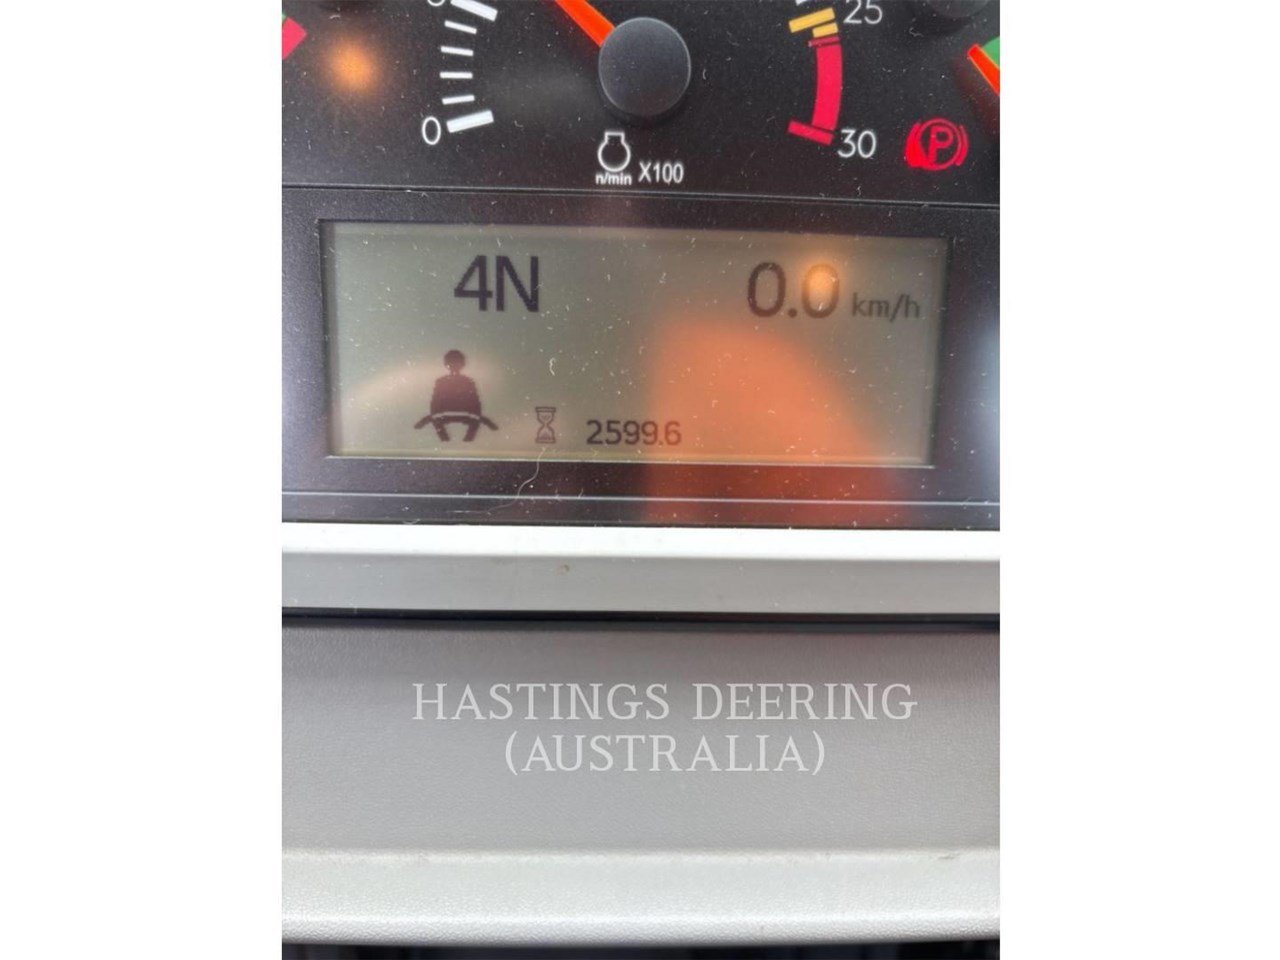 25
0
30
P
n/min X100
4N
0.0 km/h
2599.6
HASTINGS DEERING
(AUSTRALIA)